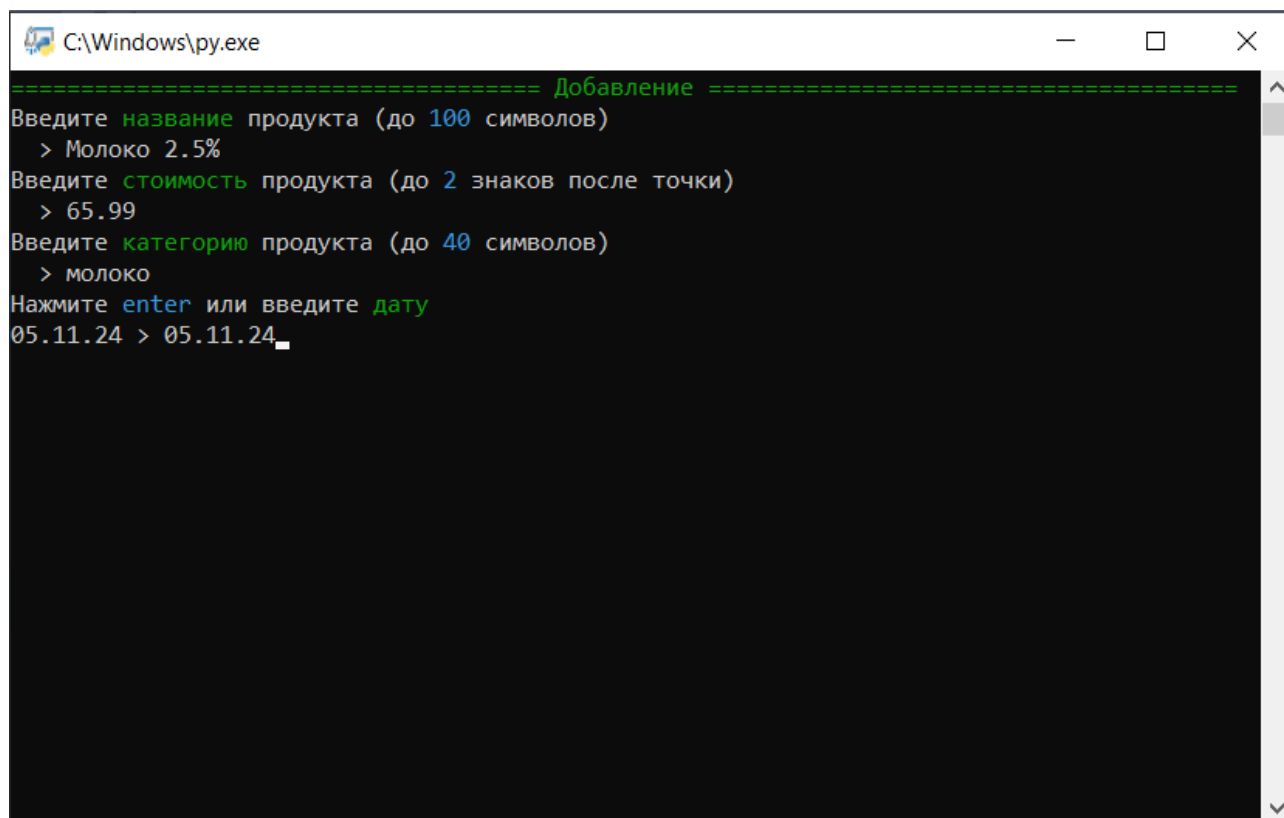 C:\Windows\py.exe
====================================== Добавление ======================================
Введите название продукта (до 100 символов)
  > Молоко 2.5%
Введите стоимость продукта (до 2 знаков после точки)
  > 65.99
Введите категорию продукта (до 40 символов)
  > молоко
Нажмите enter или введите дату
05.11.24 > 05.11.24